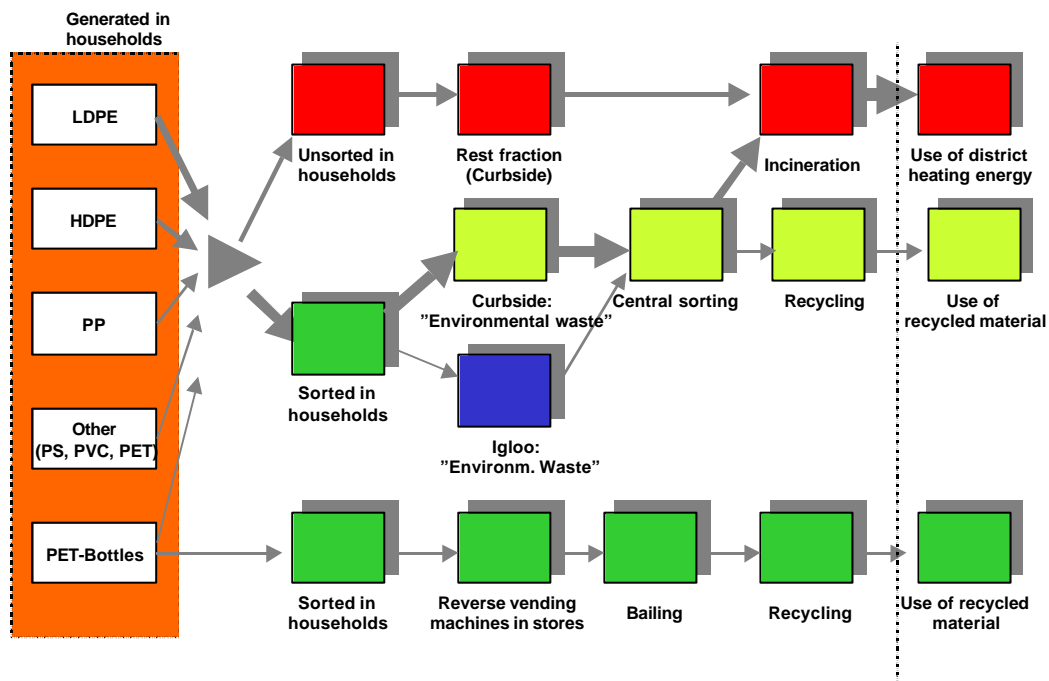 Generated in
households
LDPE
HDPE
PP
Other
(PS, PVC, PET)
PET-Bottles
Unsorted in
households
Rest fraction
(Curbside)
Incineration
Use of district
heating energy
Curbside:
”Environmental waste”
Central sorting
Recycling
Use of
recycled material
Sorted in
households
Igloo:
”Environm. Waste”
Sorted in
households
Reverse vending
machines in stores
Bailing
Recycling
Use of recycled
material